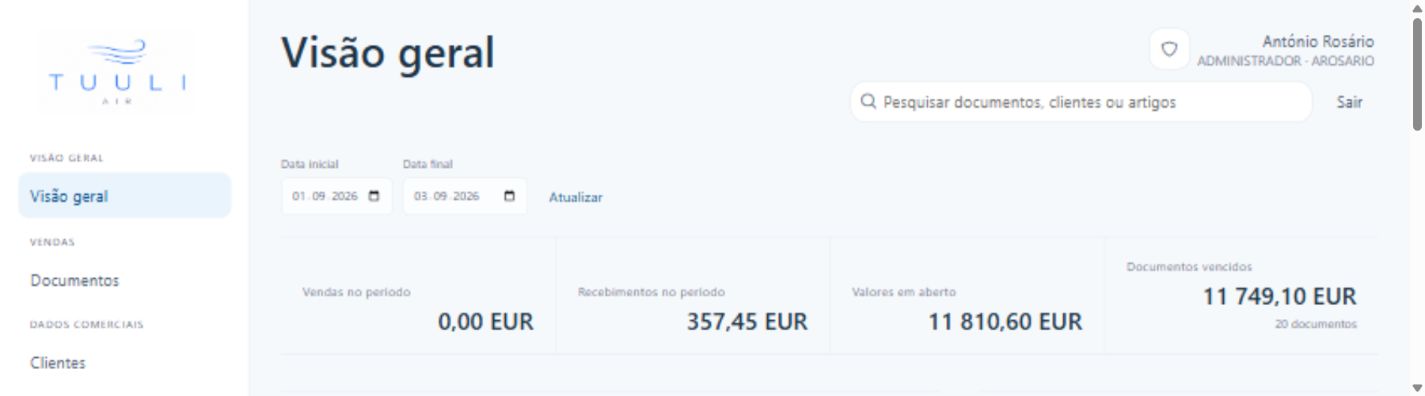 TUULI
AIR
VISÃO GERAL
Visão geral
VENDAS
Documentos
DADOS COMERCIAIS
Clientes
Visão geral
António Rosário
ADMINISTRADOR - AROSARIO
Pesquisar documentos, clientes ou artigos
Sair
Data inicial
Data final
01.09.2026
03.09.2026
Atualizar
Vendas no período
0,00 EUR
Recebimentos no período
357,45 EUR
Valores em aberto
11 810,60 EUR
Documentos vencidos
11 749,10 EUR
20 documentos